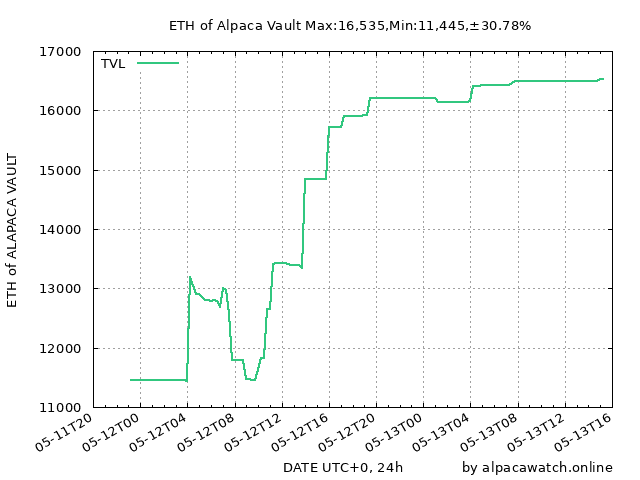 ETH of Alpaca Vault Max:16,535,Min:11,445,±30.78%
TVL
17000
16000
15000
14000
13000
12000
11000
ETH of ALAPACA VAULT
05-11T20
05-12T00
05-12T04
05-12T08
05-12T12
05-12T16
05-12T20
05-13T00
05-13T04
05-13T08
05-13T12
05-13T16
DATE UTC+0, 24h
by alpacawatch.online